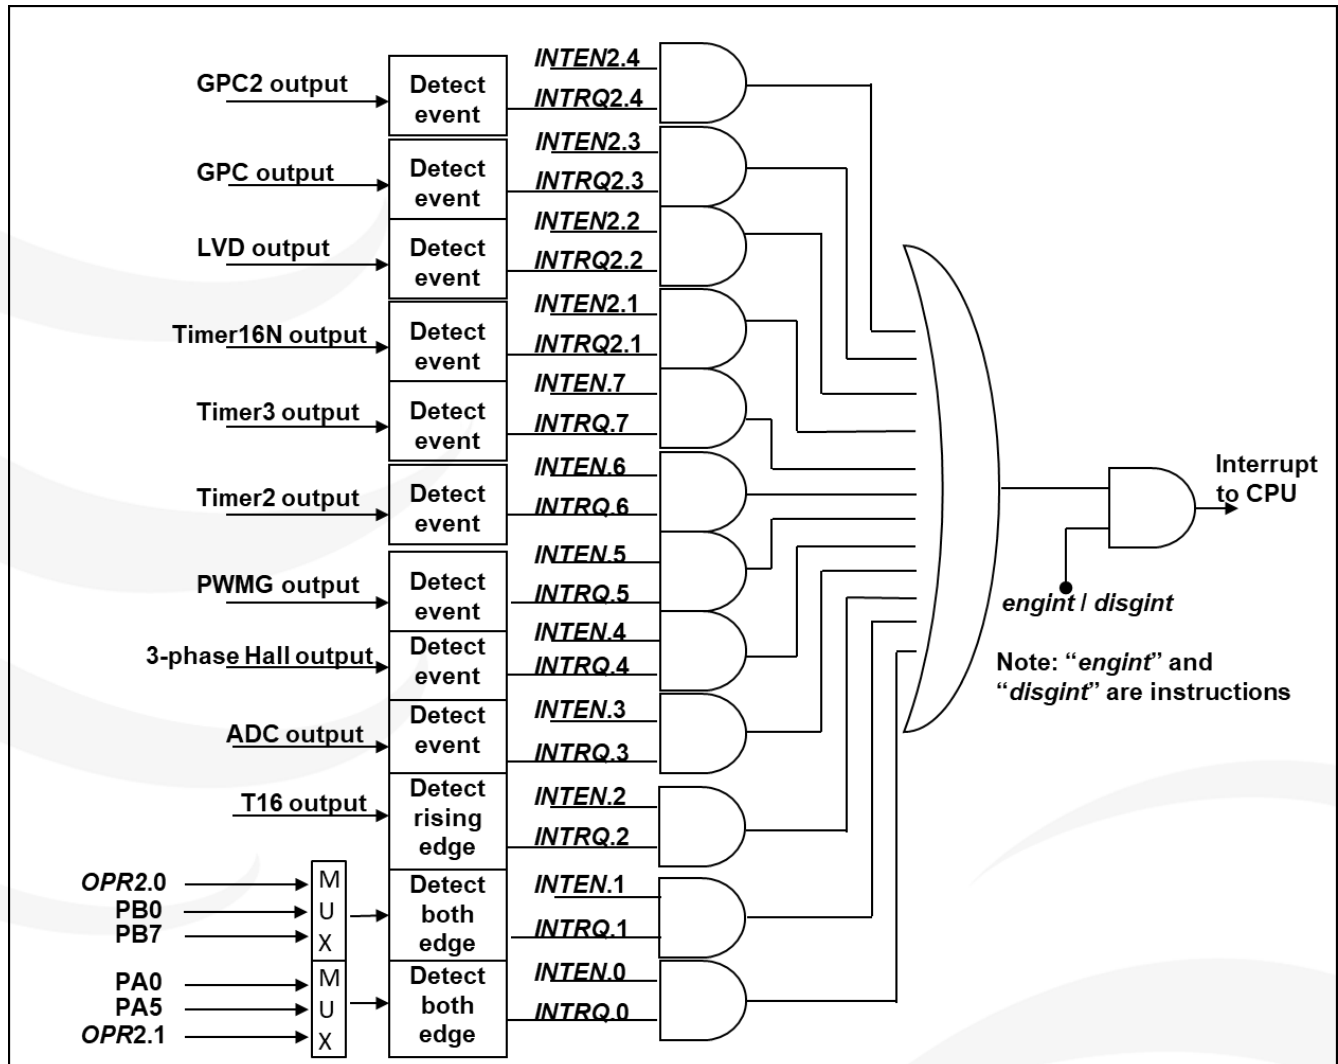 GPC2 output
Detect
event
INTEN2.4
INTRQ2.4
GPC output
Detect
event
INTEN2.3
INTRQ2.3
LVD output
Detect
event
INTEN2.2
INTRQ2.2
Timer16N output
Detect
event
INTEN2.1
INTRQ2.1
Timer3 output
Detect
event
INTEN.7
INTRQ.7
Timer2 output
Detect
event
INTEN.6
INTRQ.6
PWMG output
Detect
event
INTEN.5
INTRQ.5
3-phase Hall output
Detect
event
INTEN.4
INTRQ.4
ADC output
Detect
event
INTEN.3
INTRQ.3
T16 output
Detect
rising
edge
INTEN.2
INTRQ.2
OPR2.0
PB0
PB7
M
U
X
Detect
both
edge
INTEN.1
INTRQ.1
PA0
PA5
OPR2.1
M
U
X
Detect
both
edge
INTEN.0
INTRQ.0
Interrupt
to CPU
engint / disgint
Note: “engint” and
“disgint” are instructions